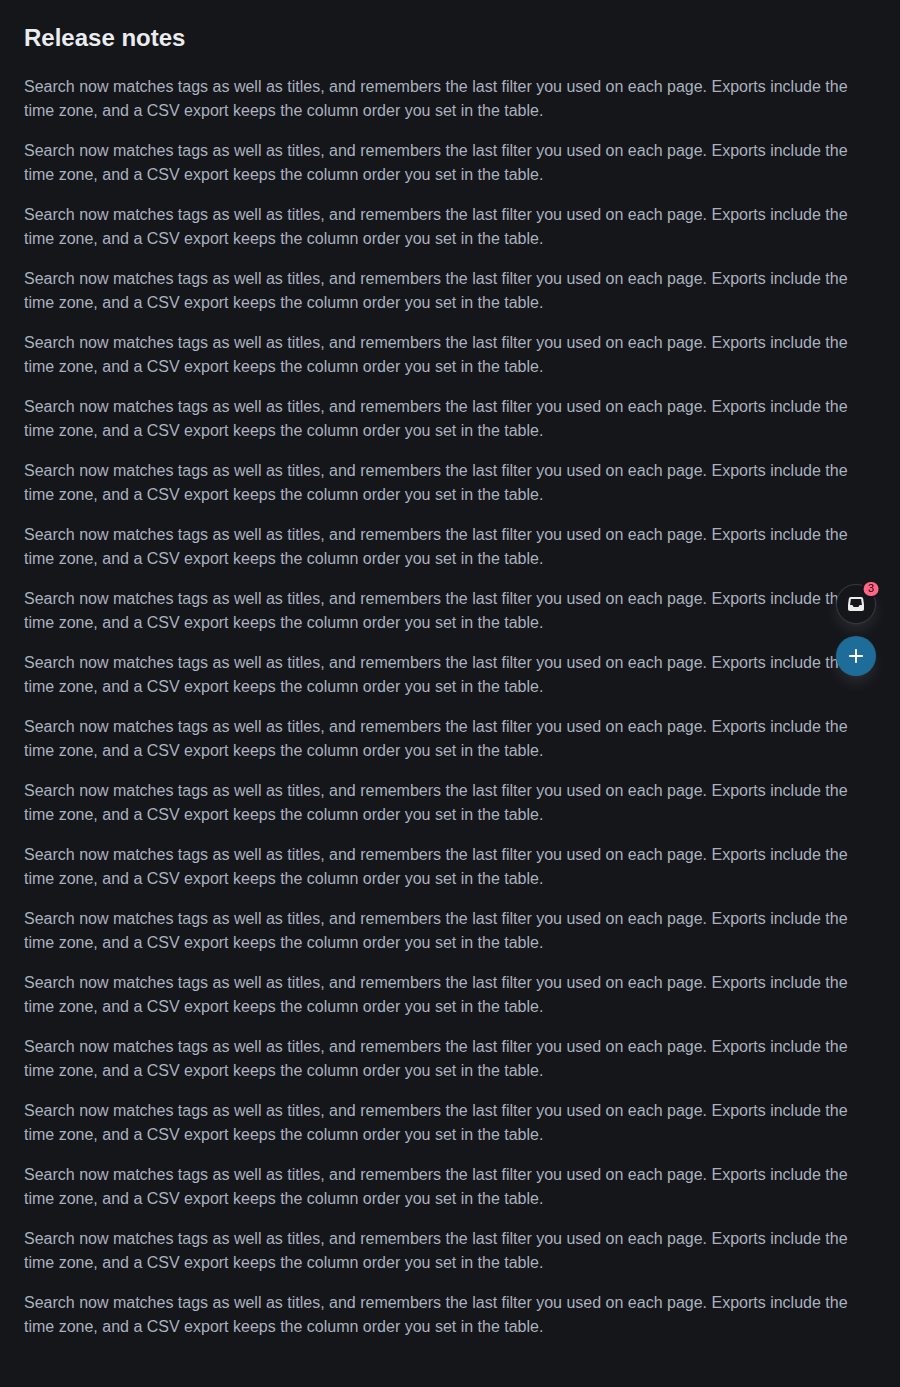 Release notes
Search now matches tags as well as titles, and remembers the last filter you used on each page. Exports include the
time zone, and a CSV export keeps the column order you set in the table.
Search now matches tags as well as titles, and remembers the last filter you used on each page. Exports include the
time zone, and a CSV export keeps the column order you set in the table.
Search now matches tags as well as titles, and remembers the last filter you used on each page. Exports include the
time zone, and a CSV export keeps the column order you set in the table.
Search now matches tags as well as titles, and remembers the last filter you used on each page. Exports include the
time zone, and a CSV export keeps the column order you set in the table.
Search now matches tags as well as titles, and remembers the last filter you used on each page. Exports include the
time zone, and a CSV export keeps the column order you set in the table.
Search now matches tags as well as titles, and remembers the last filter you used on each page. Exports include the
time zone, and a CSV export keeps the column order you set in the table.
Search now matches tags as well as titles, and remembers the last filter you used on each page. Exports include the
time zone, and a CSV export keeps the column order you set in the table.
Search now matches tags as well as titles, and remembers the last filter you used on each page. Exports include the
time zone, and a CSV export keeps the column order you set in the table.
3
Search now matches tags as well as titles, and remembers the last filter you used on each page. Exports include th
time zone, and a CSV export keeps the column order you set in the table.
Search now matches tags as well as titles, and remembers the last filter you used on each page. Exports include th
time zone, and a CSV export keeps the column order you set in the table.
Search now matches tags as well as titles, and remembers the last filter you used on each page. Exports include the
time zone, and a CSV export keeps the column order you set in the table.
Search now matches tags as well as titles, and remembers the last filter you used on each page. Exports include the
time zone, and a CSV export keeps the column order you set in the table.
Search now matches tags as well as titles, and remembers the last filter you used on each page. Exports include the
time zone, and a CSV export keeps the column order you set in the table.
Search now matches tags as well as titles, and remembers the last filter you used on each page. Exports include the
time zone, and a CSV export keeps the column order you set in the table.
Search now matches tags as well as titles, and remembers the last filter you used on each page. Exports include the
time zone, and a CSV export keeps the column order you set in the table.
Search now matches tags as well as titles, and remembers the last filter you used on each page. Exports include the
time zone, and a CSV export keeps the column order you set in the table.
Search now matches tags as well as titles, and remembers the last filter you used on each page. Exports include the
time zone, and a CSV export keeps the column order you set in the table.
Search now matches tags as well as titles, and remembers the last filter you used on each page. Exports include the
time zone, and a CSV export keeps the column order you set in the table.
Search now matches tags as well as titles, and remembers the last filter you used on each page. Exports include the
time zone, and a CSV export keeps the column order you set in the table.
Search now matches tags as well as titles, and remembers the last filter you used on each page. Exports include the
time zone, and a CSV export keeps the column order you set in the table.